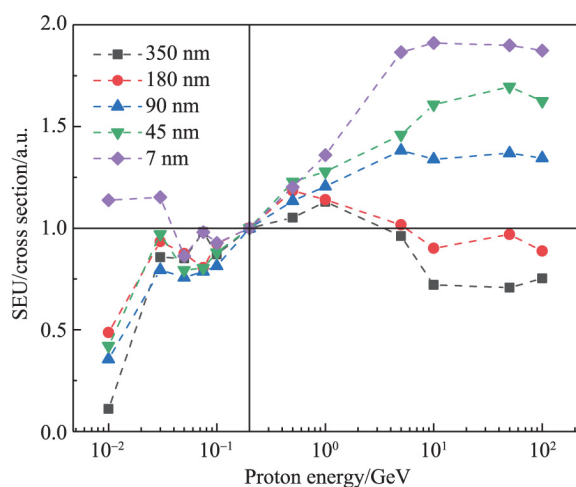 2.0
350 nm
180 nm
90 nm
45 nm
7 nm
1.5
1.0
0.5
0.0
SEU/cross section/a.u.
10⁻² 10⁻¹ 10⁰ 10¹ 10²
Proton energy/GeV